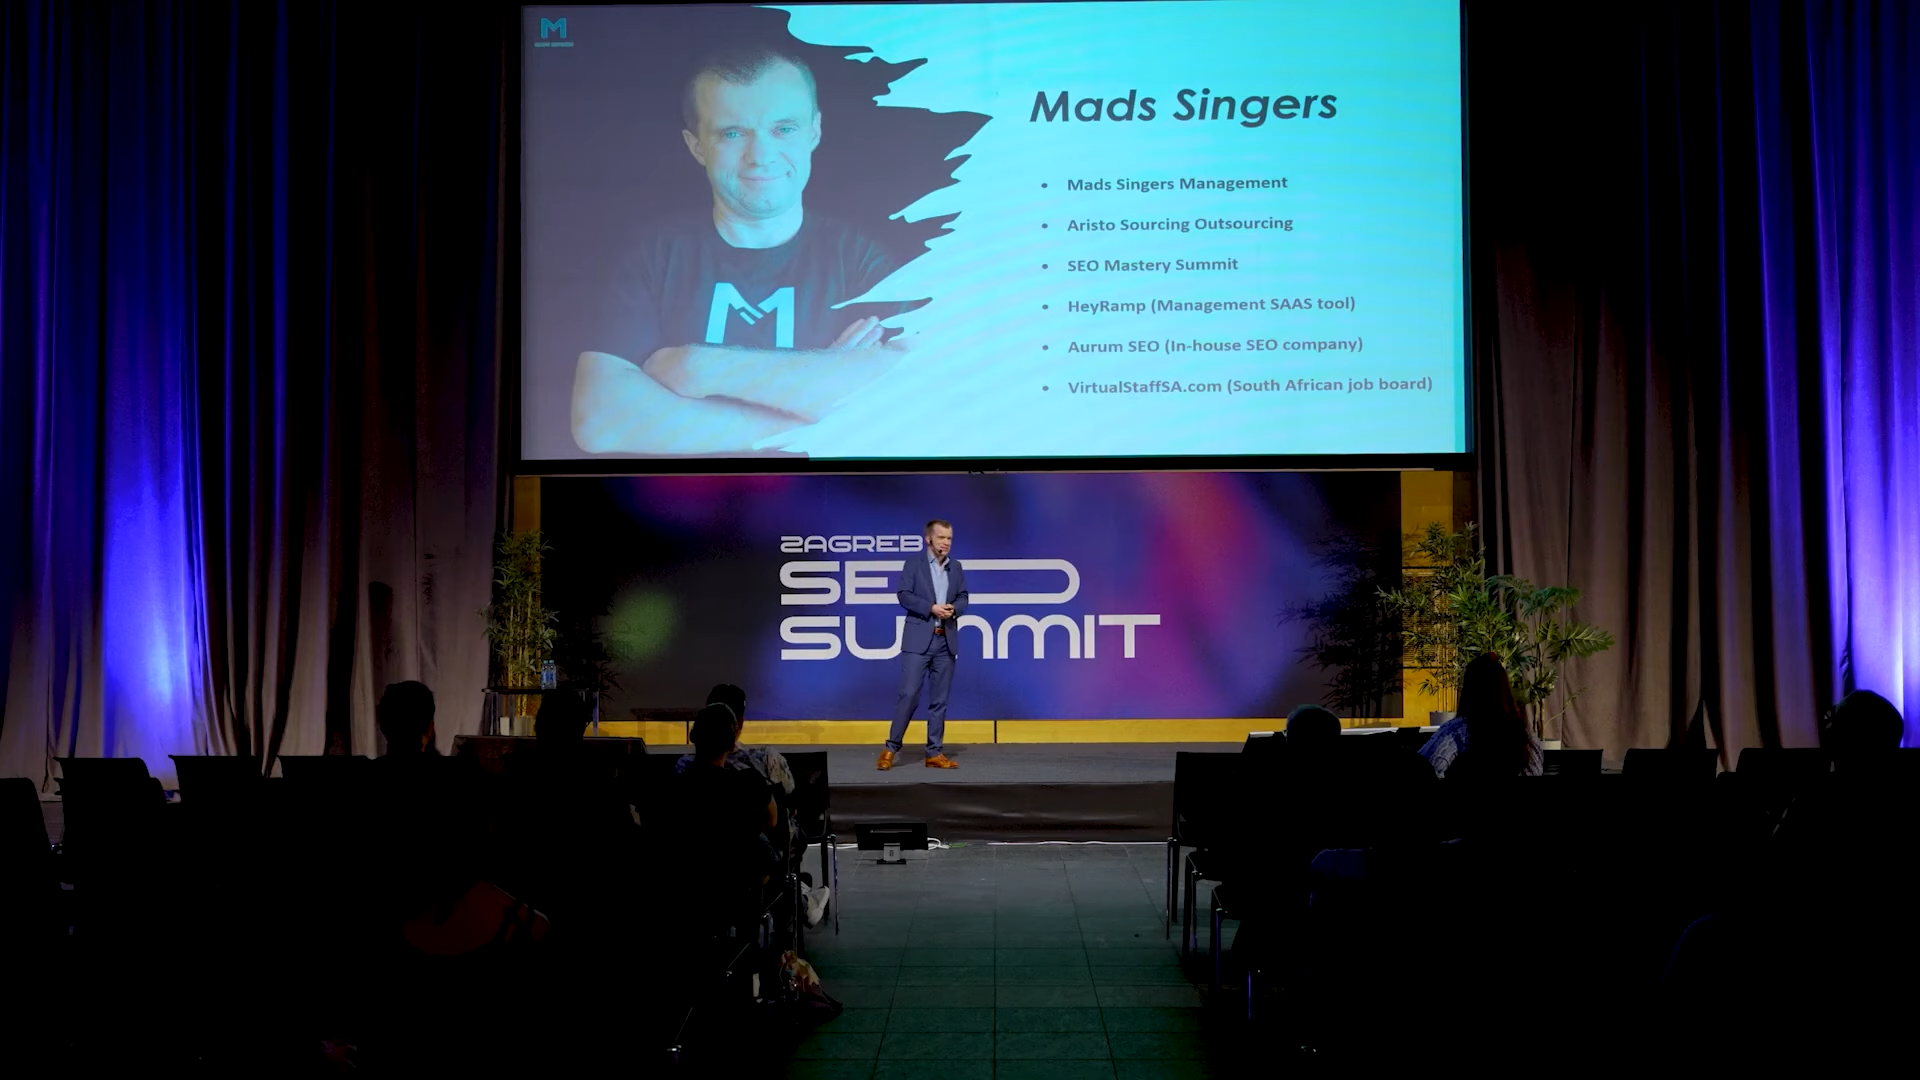 M
Mads Singers
• Mads Singers Management
• Aristo Sourcing Outsourcing
• SEO Mastery Summit
• HeyRamp (Management SAAS tool)
• Aurum SEO (In-house SEO company)
• VirtualStaffSA.com (South African job board)
M
ZAGREB
SEO
SUMMIT